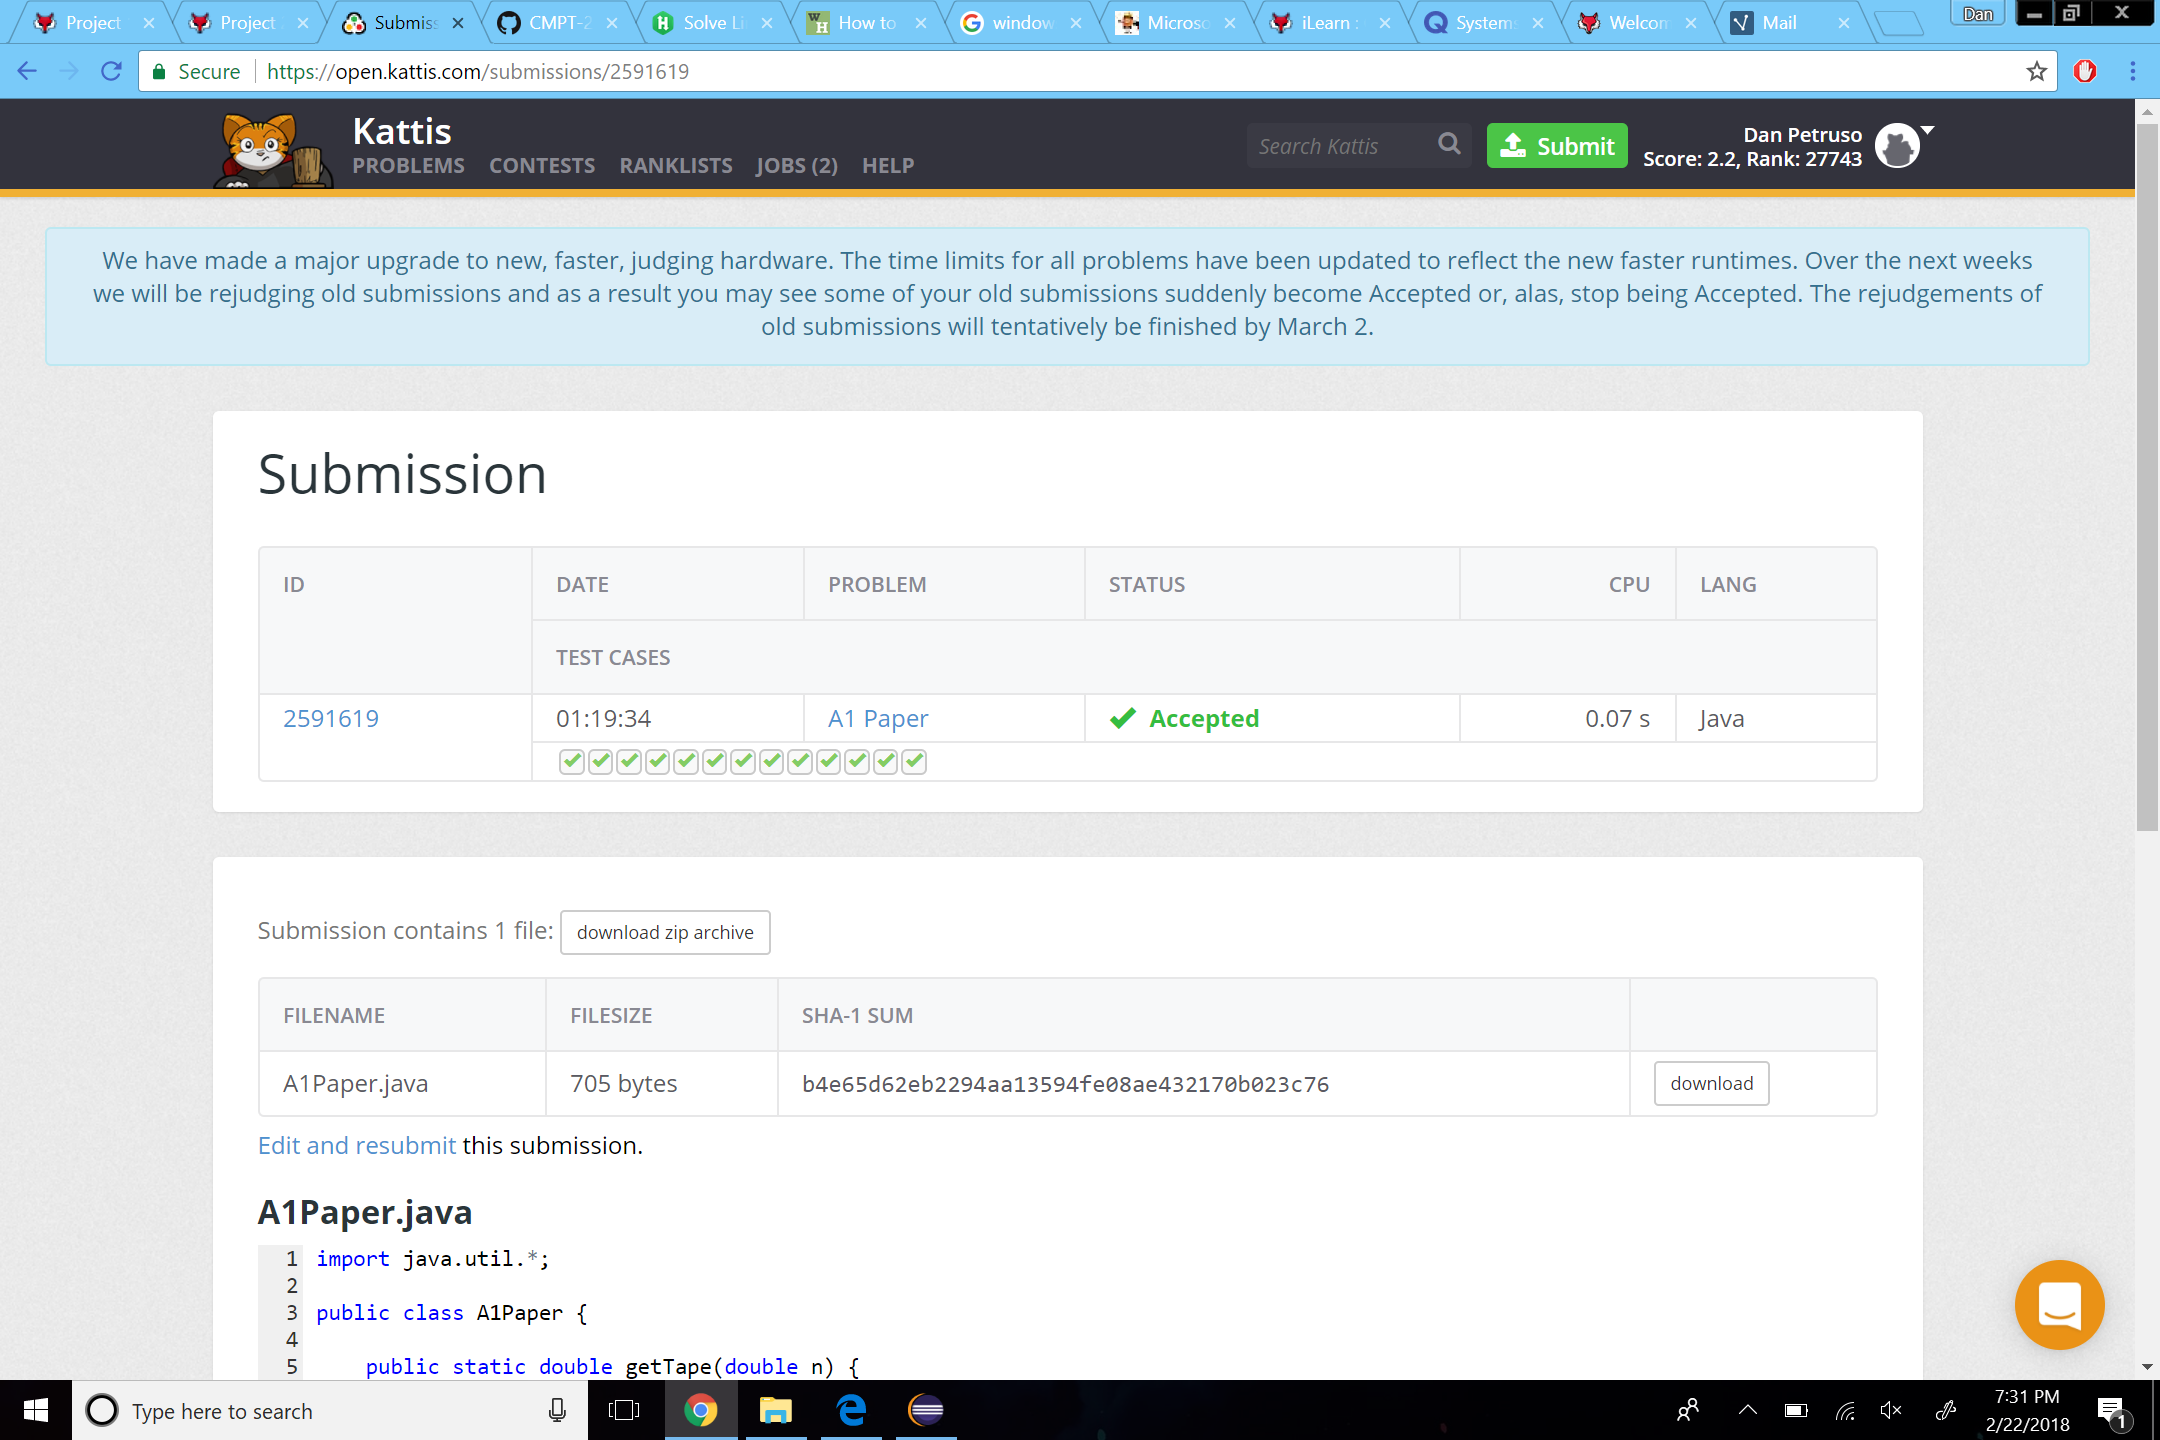 Project
Project
Submis
CMPT-2
Solve Li
How to
window
Microso
iLearn :
System
Welcom
Mail
Dan
Secure https://open.kattis.com/submissions/2591619
Kattis
PROBLEMS CONTESTS RANKLISTS JOBS (2) HELP
Search Kattis
Submit
Dan Petruso
Score: 2.2, Rank: 27743
We have made a major upgrade to new, faster, judging hardware. The time limits for all problems have been updated to reflect the new faster runtimes. Over the next weeks
we will be rejudging old submissions and as a result you may see some of your old submissions suddenly become Accepted or, alas, stop being Accepted. The rejudgements of
old submissions will tentatively be finished by March 2.
Submission
ID DATE PROBLEM STATUS CPU LANG
TEST CASES
2591619 01:19:34 A1 Paper Accepted 0.07 s Java
Submission contains 1 file: download zip archive
FILENAME FILESIZE SHA-1 SUM
A1Paper.java 705 bytes b4e65d62eb2294aa13594fe08ae432170b023c76 download
Edit and resubmit this submission.
A1Paper.java
1 import java.util.*;
2
3 public class A1Paper {
4
5 public static double getTape(double n) {
Type here to search
7:31 PM
2/22/2018
1